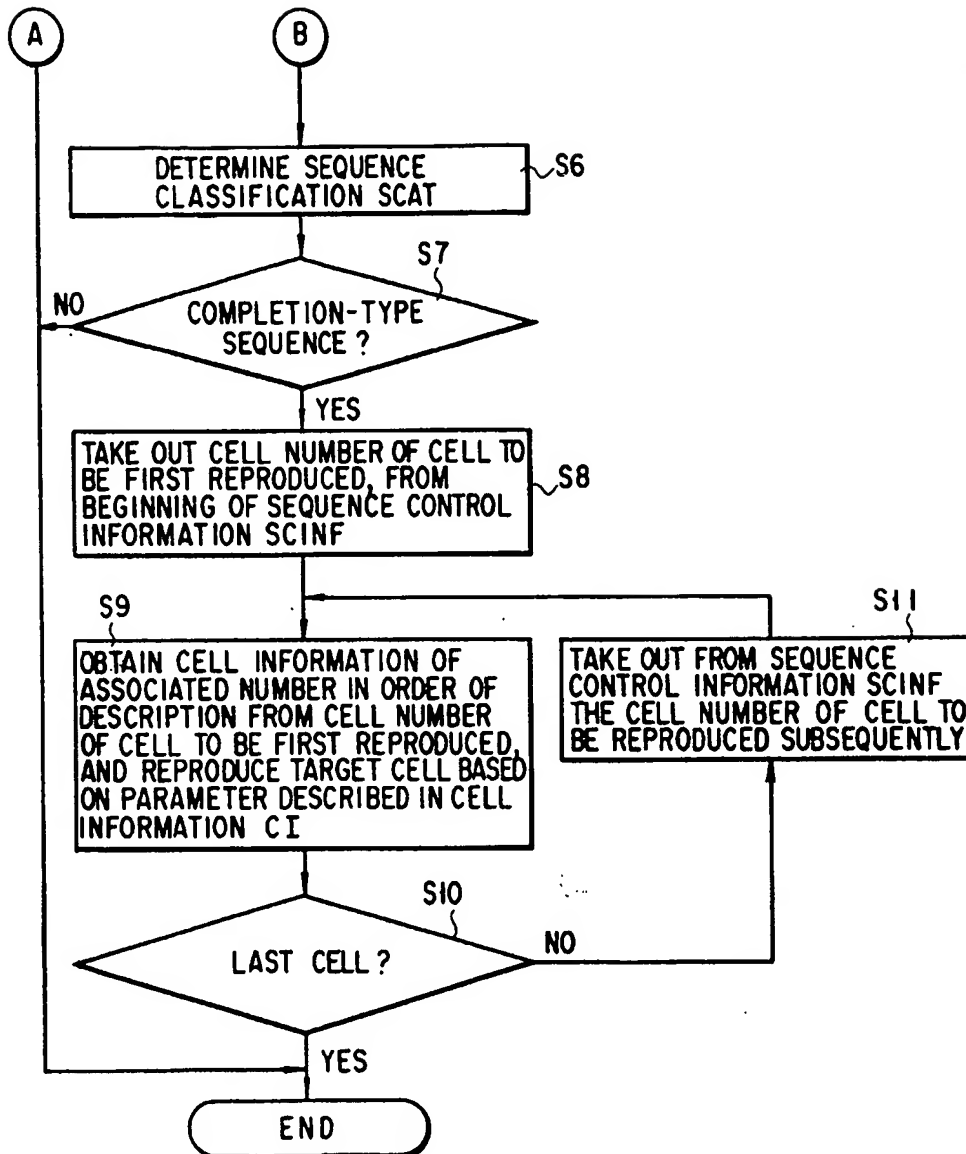 A
B
DETERMINE SEQUENCE
CLASSIFICATION SCAT
S6
S7
NO
COMPLETION-TYPE
SEQUENCE?
YES
TAKE OUT CELL NUMBER OF CELL TO
BE FIRST REPRODUCED, FROM
BEGINNING OF SEQUENCE CONTROL
INFORMATION SCINF
S8
S9
OBTAIN CELL INFORMATION OF
ASSOCIATED NUMBER IN ORDER OF
DESCRIPTION FROM CELL NUMBER
OF CELL TO BE FIRST REPRODUCED,
AND REPRODUCE TARGET CELL BASED
ON PARAMETER DESCRIBED IN CELL
INFORMATION CI
S11
TAKE OUT FROM SEQUENCE
CONTROL INFORMATION SCINF
THE CELL NUMBER OF CELL TO
BE REPRODUCED SUBSEQUENTLY
S10
LAST CELL?
NO
YES
END